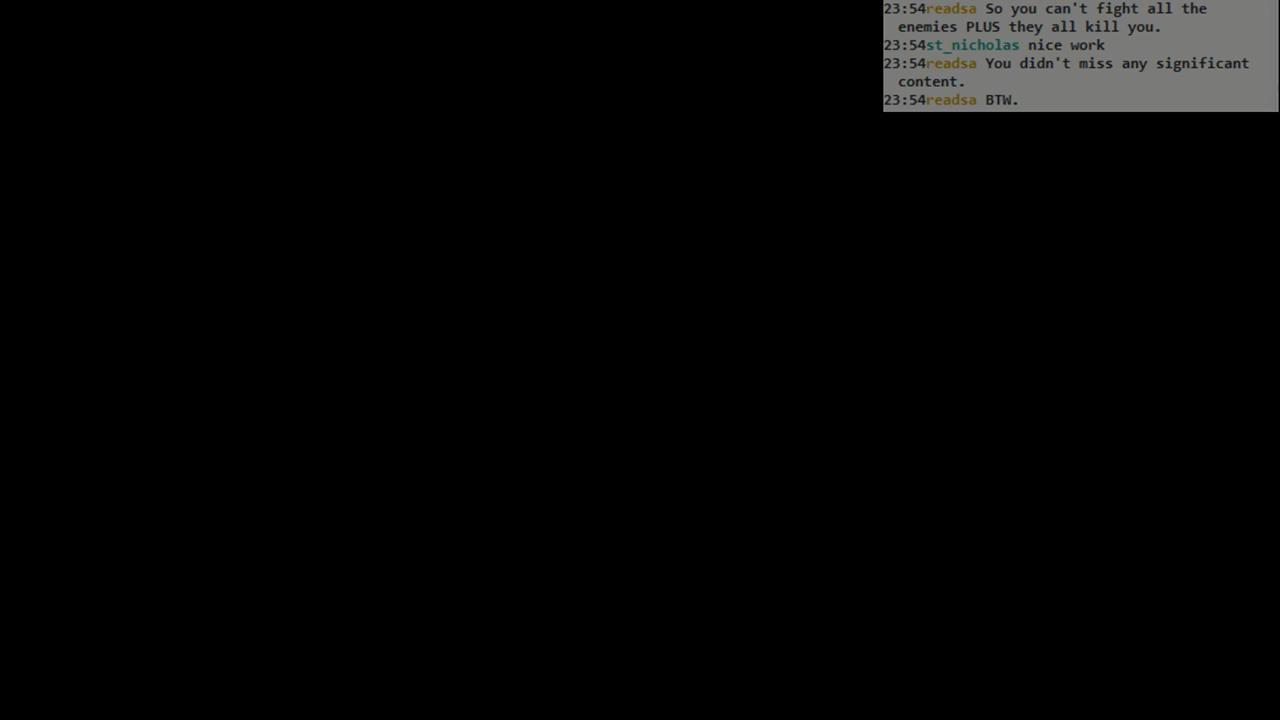 23:54readsa So you can't fight all the
enemies PLUS they all kill you.
23:54st_nicholas nice work
23:54readsa You didn't miss any significant
content.
23:54readsa BTW.